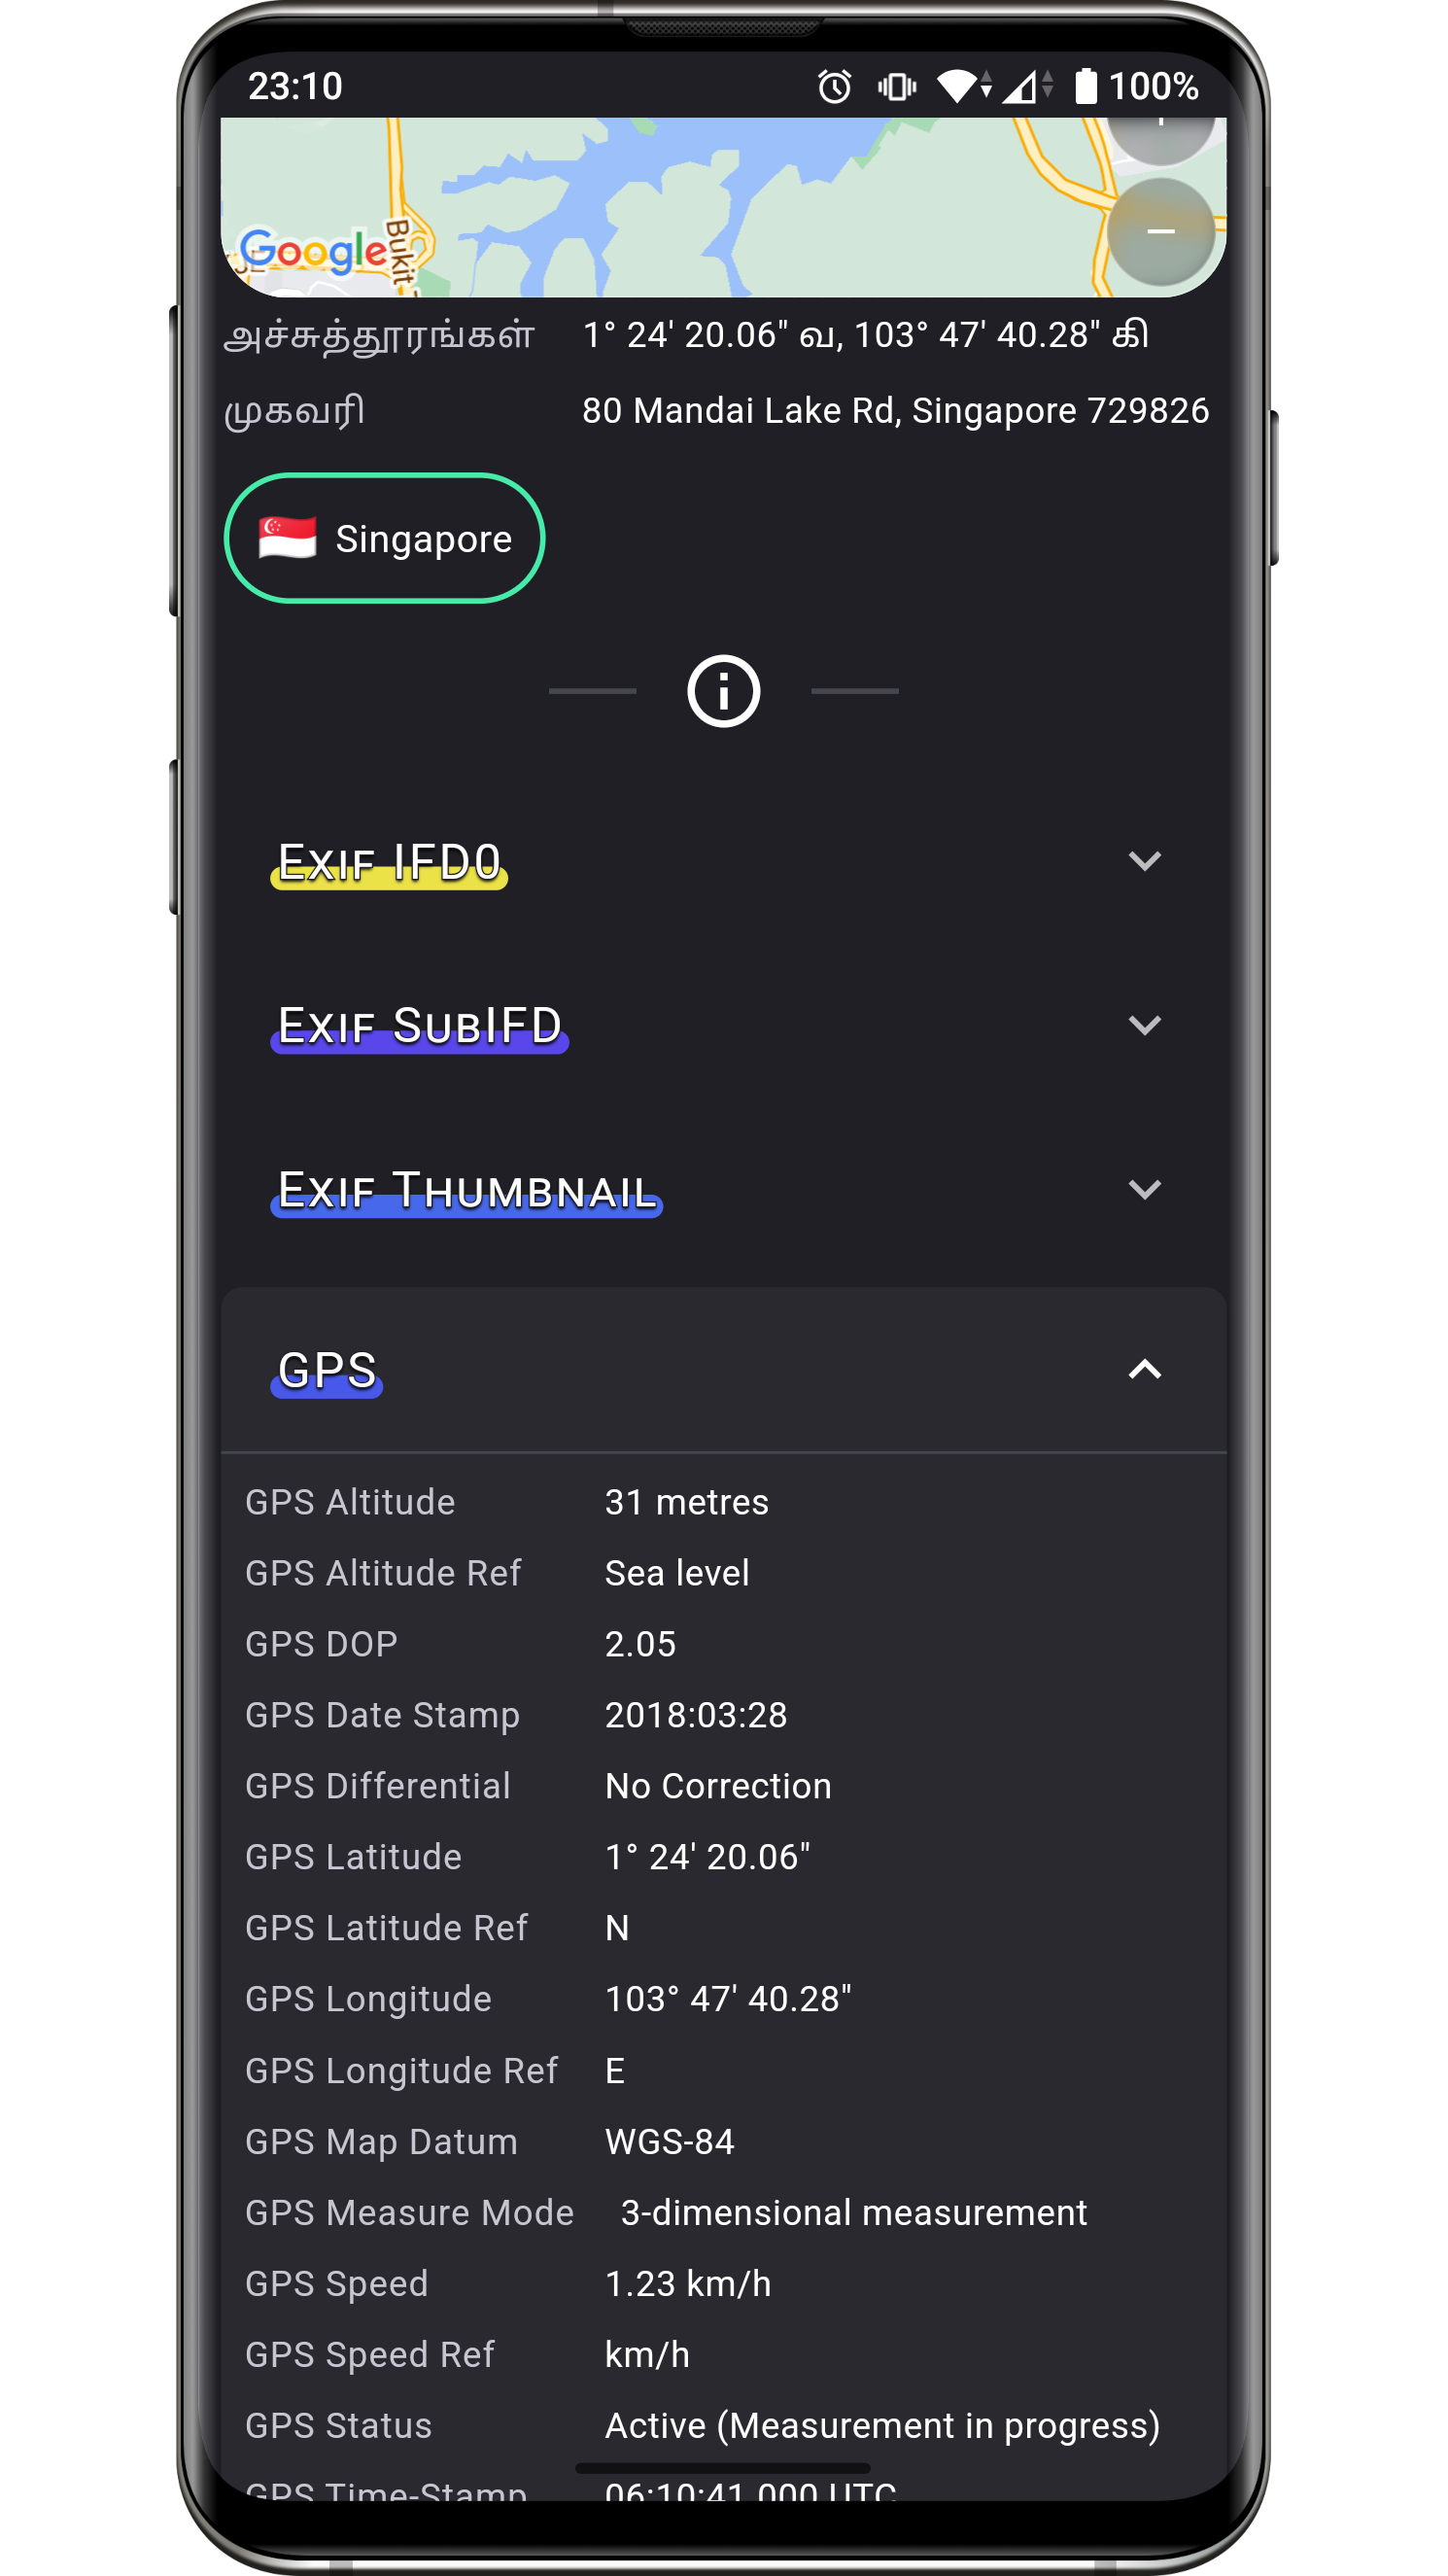 23:10 100%
Google
Bukit
அச்சுத்தூரங்கள் 1° 24' 20.06" வ, 103° 47' 40.28" கி
முகவரி 80 Mandai Lake Rd, Singapore 729826
Singapore
Exif IFD0
Exif SubIFD
Exif Thumbnail
GPS
GPS Altitude 31 metres
GPS Altitude Ref Sea level
GPS DOP 2.05
GPS Date Stamp 2018:03:28
GPS Differential No Correction
GPS Latitude 1° 24' 20.06"
GPS Latitude Ref N
GPS Longitude 103° 47' 40.28"
GPS Longitude Ref E
GPS Map Datum WGS-84
GPS Measure Mode 3-dimensional measurement
GPS Speed 1.23 km/h
GPS Speed Ref km/h
GPS Status Active (Measurement in progress)
GPS Time-Stamp 06:10:41.000 UTC